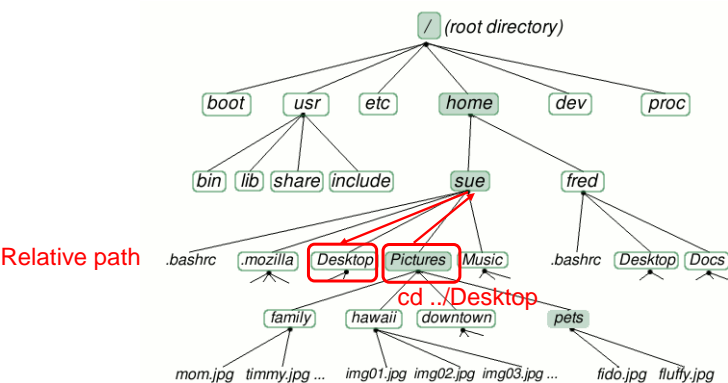 / (root directory)
boot usr etc home dev proc
bin lib share include sue fred
Relative path
.bashrc .mozilla Desktop Pictures Music .bashrc Desktop Docs
cd ../Desktop
family hawaii downtown pets
mom.jpg timmy.jpg ... img01.jpg img02.jpg img03.jpg ... fido.jpg fluffy.jpg